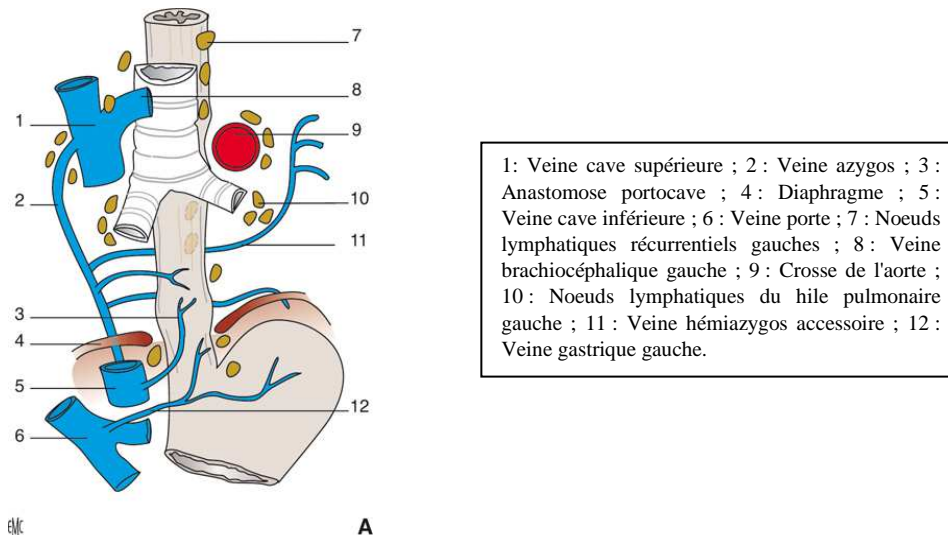 7
8
1
9
2
10
11
3
4
5
12
6
1: Veine cave supérieure ; 2 : Veine azygos ; 3 :
Anastomose portocave ; 4 : Diaphragme ; 5 :
Veine cave inférieure ; 6 : Veine porte ; 7 : Noeuds
lymphatiques récurrentiels gauches ; 8 : Veine
brachiocéphalique gauche ; 9 : Crosse de l'aorte ;
10 : Noeuds lymphatiques du hile pulmonaire
gauche ; 11 : Veine hémiazygos accessoire ; 12 :
Veine gastrique gauche.
EMC
A